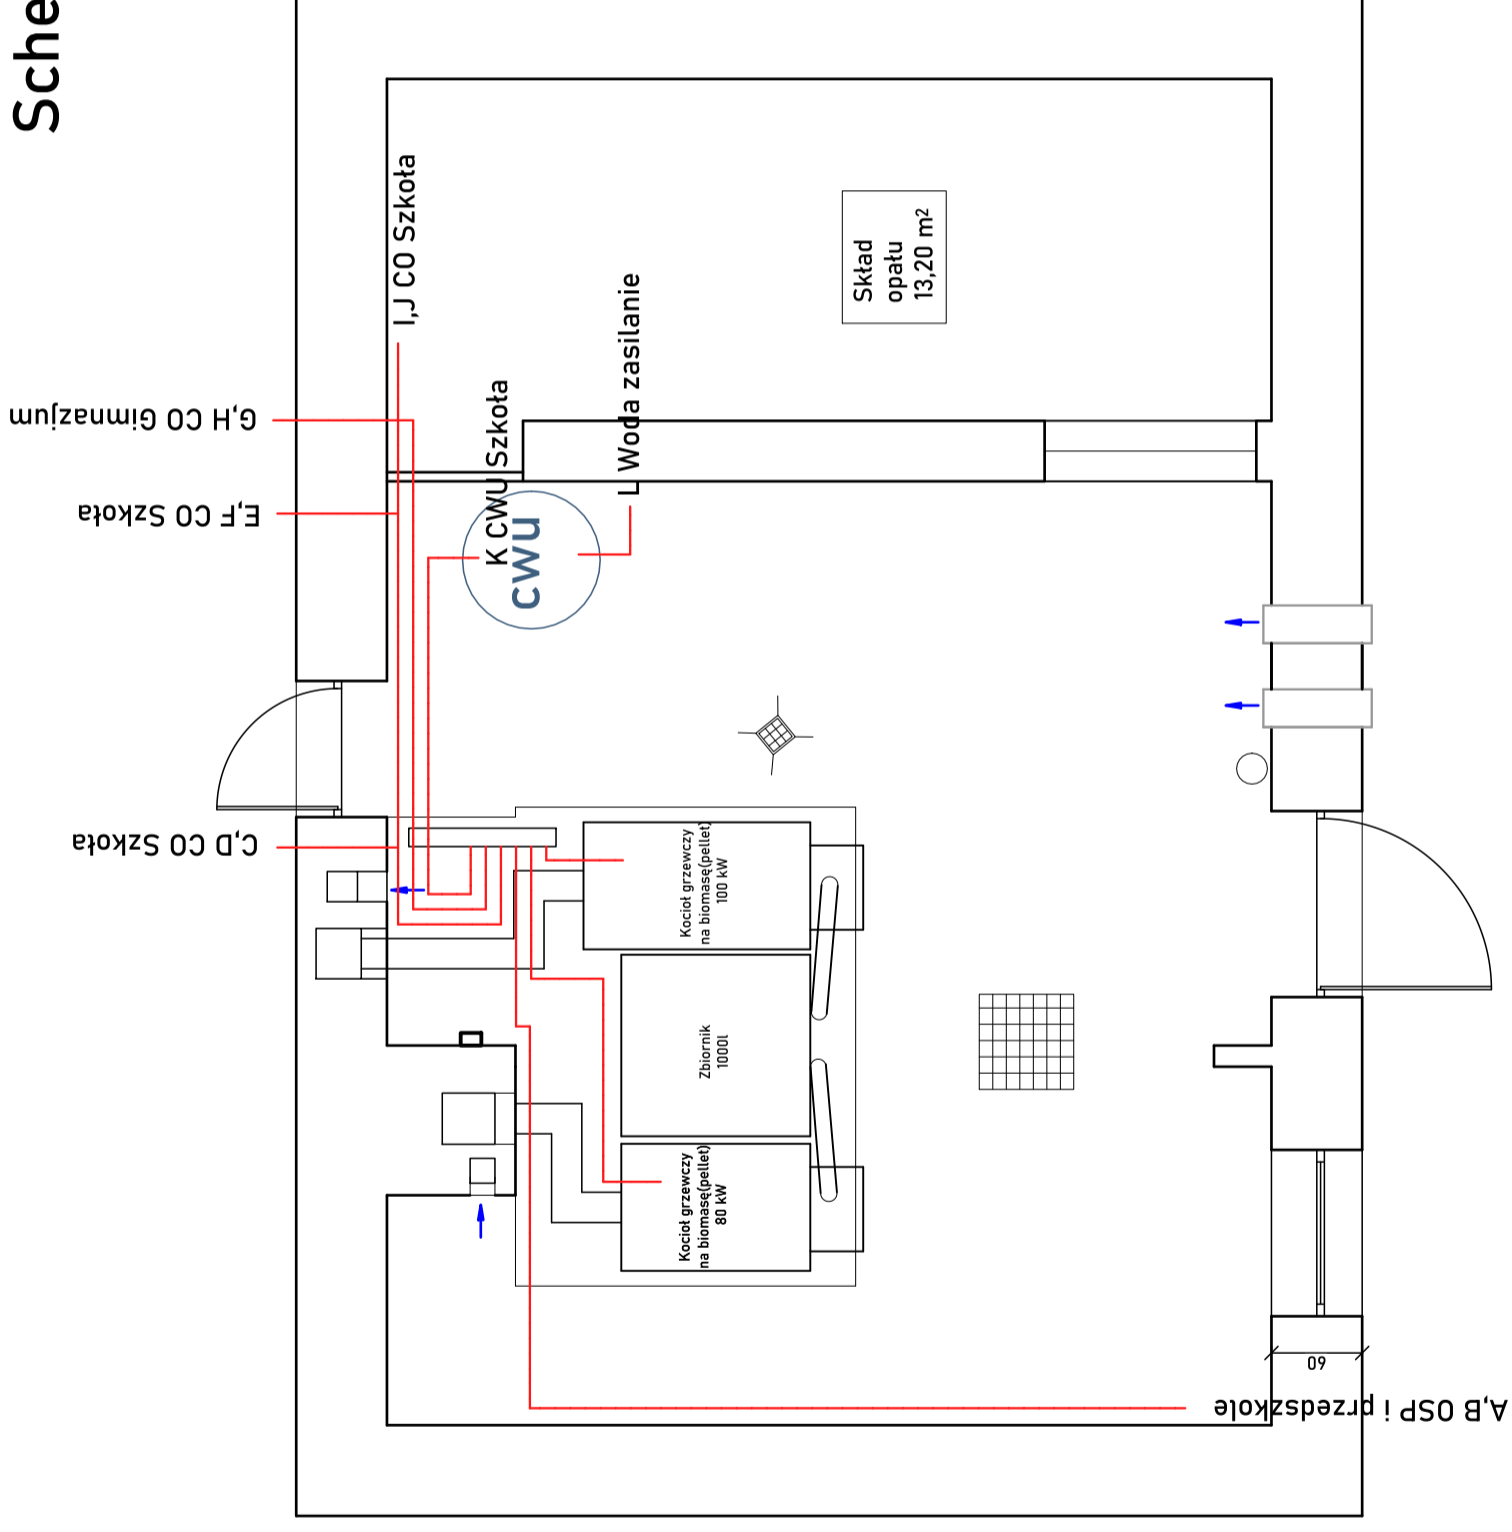 Sche
I,J CO Szkoła
G,H CO Gimnazjum
E,F CO Szkoła
K CWU Szkoła
cwu
L Woda zasilanie
Skład
opału
13,20 m²
C,D CO Szkoła
Kocioł grzewczy
na biomasę(pellet)
100 kW
Zbiornik
1000l
Kocioł grzewczy
na biomasę(pellet)
80 kW
60
A,B OSP i przedszkole